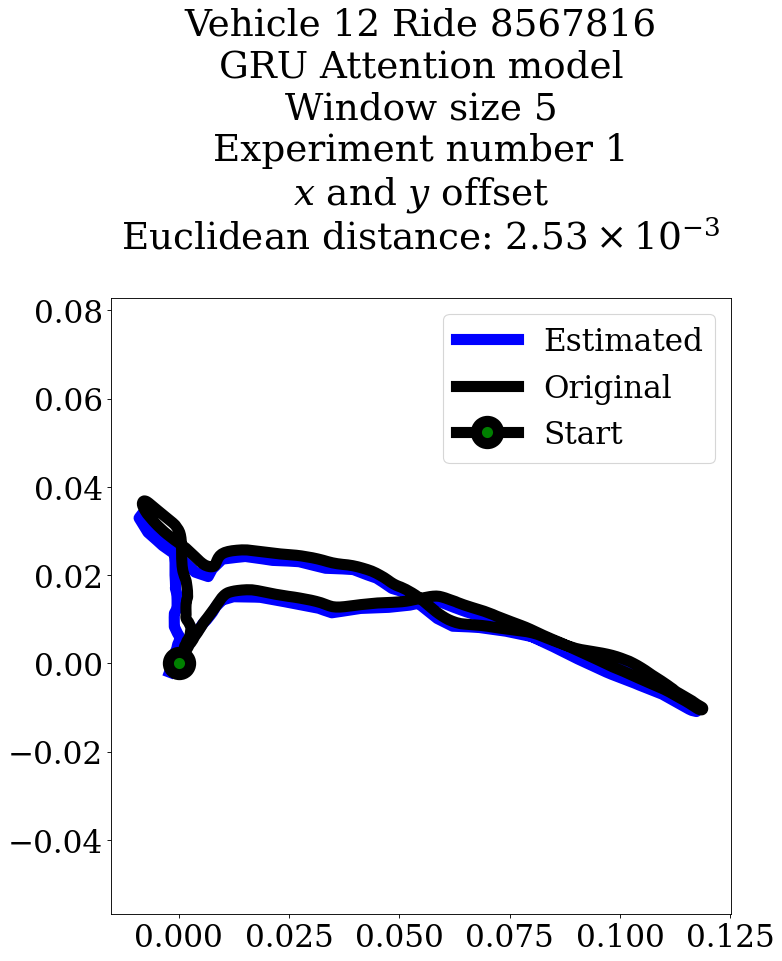 Vehicle 12 Ride 8567816
GRU Attention model
Window size 5
Experiment number 1
x and y offset
Euclidean distance: 2.53 × 10⁻³
0.08
0.06
0.04
0.02
0.00
−0.02
−0.04
Estimated
Original
Start
0.000 0.025 0.050 0.075 0.100 0.125